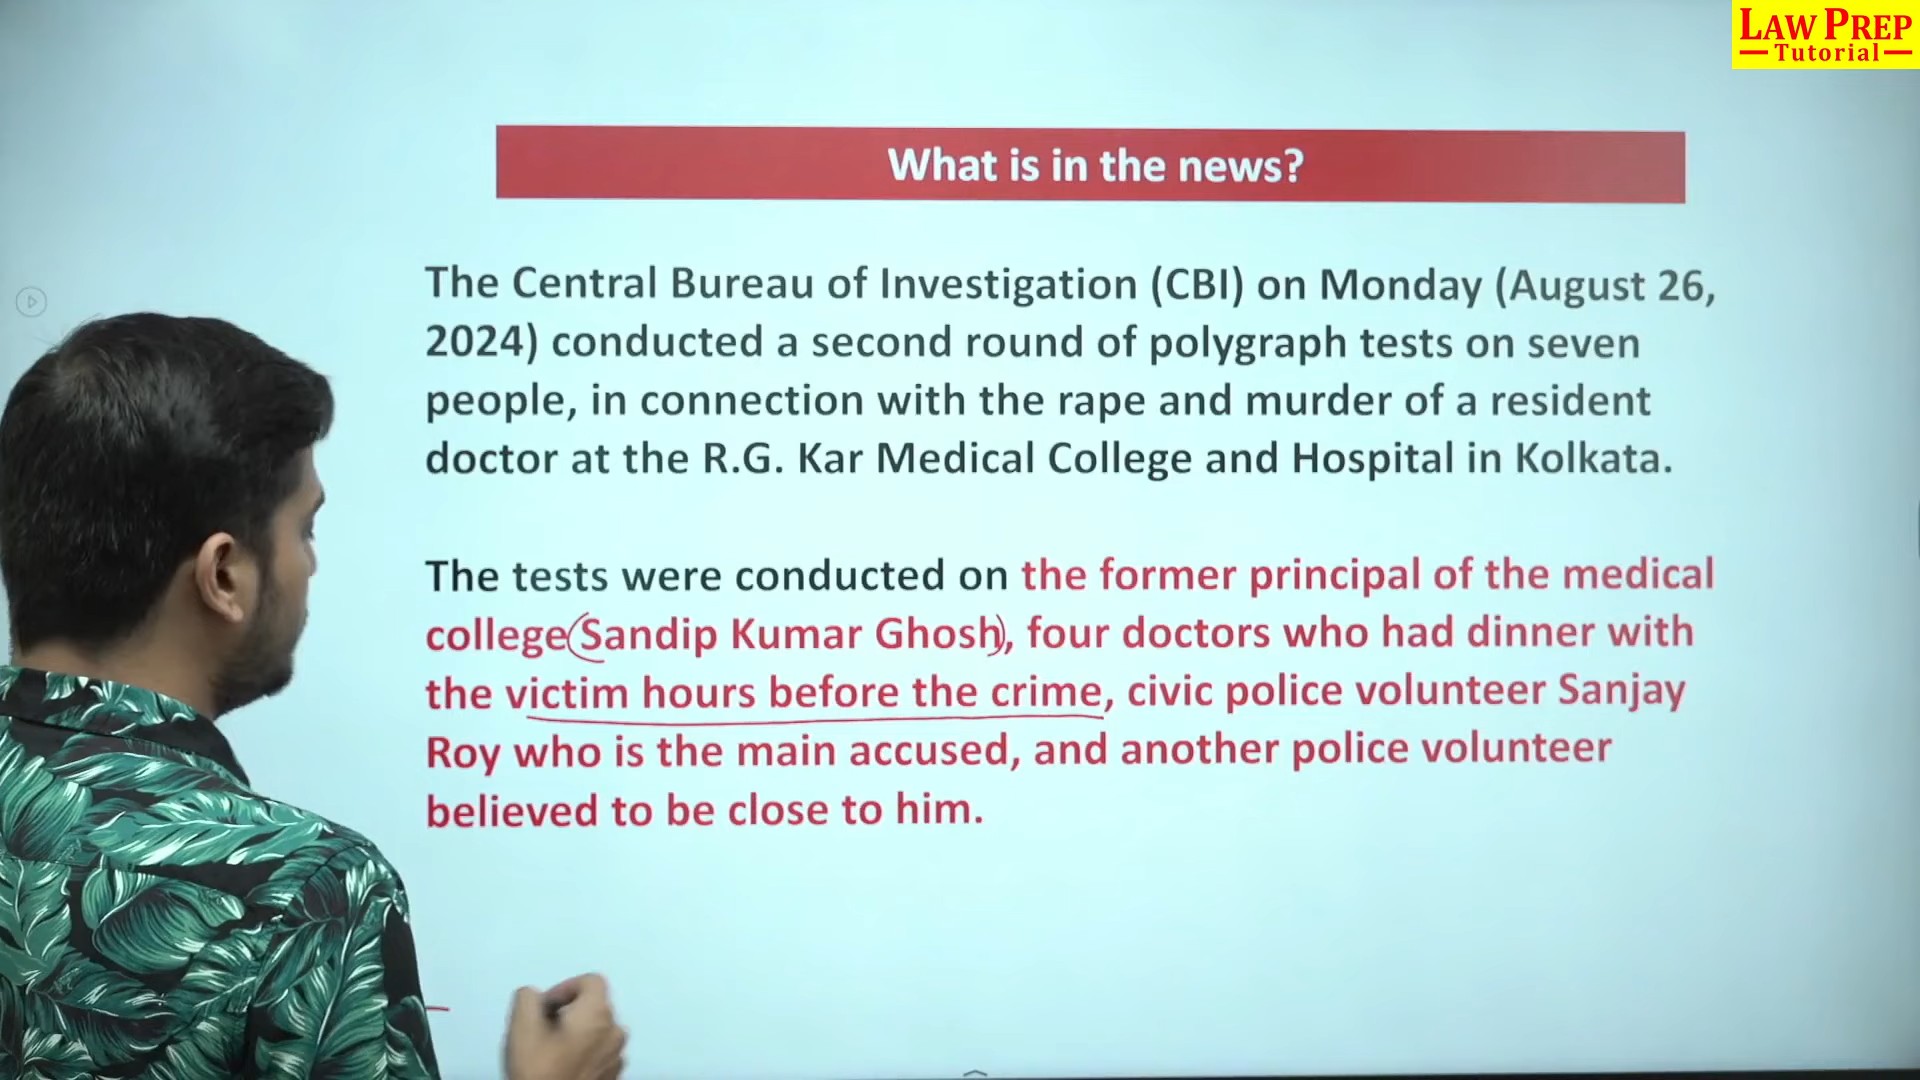 LAW PREP
Tutorial
What is in the news?
The Central Bureau of Investigation (CBI) on Monday (August 26,
2024) conducted a second round of polygraph tests on seven
people, in connection with the rape and murder of a resident
doctor at the R.G. Kar Medical College and Hospital in Kolkata.
The tests were conducted on the former principal of the medical
college(Sandip Kumar Ghosh), four doctors who had dinner with
the victim hours before the crime, civic police volunteer Sanjay
Roy who is the main accused, and another police volunteer
believed to be close to him.